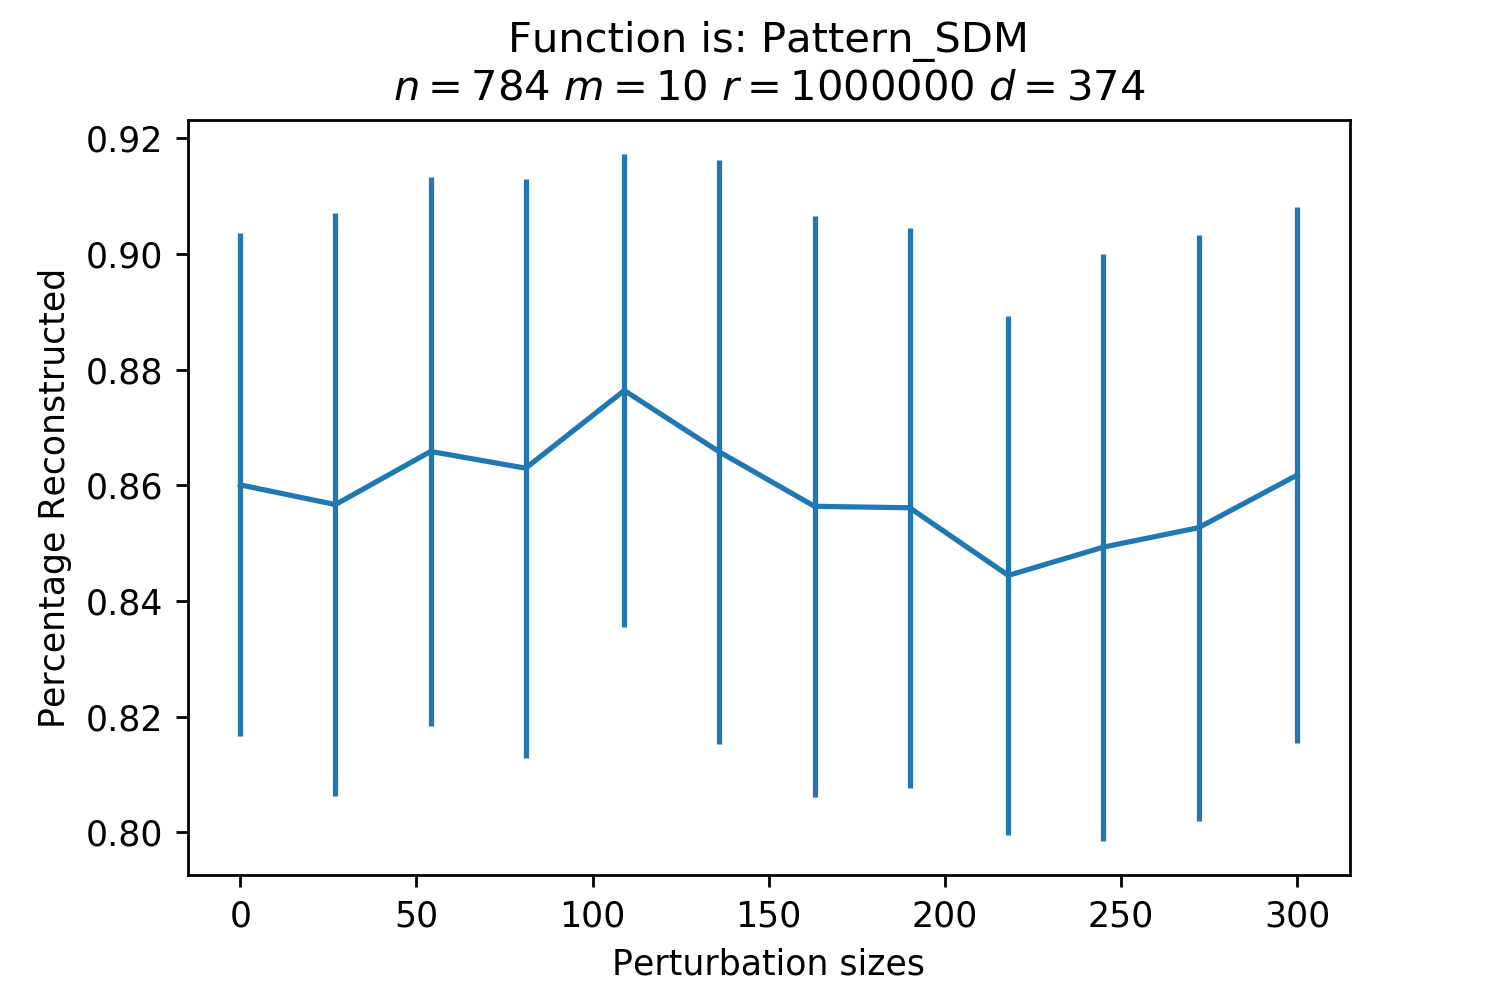 Function is: Pattern_SDM
n = 784 m = 10 r = 1000000 d = 374
0.92
0.90
0.88
0.86
0.84
0.82
0.80
Percentage Reconstructed
0 50 100 150 200 250 300
Perturbation sizes